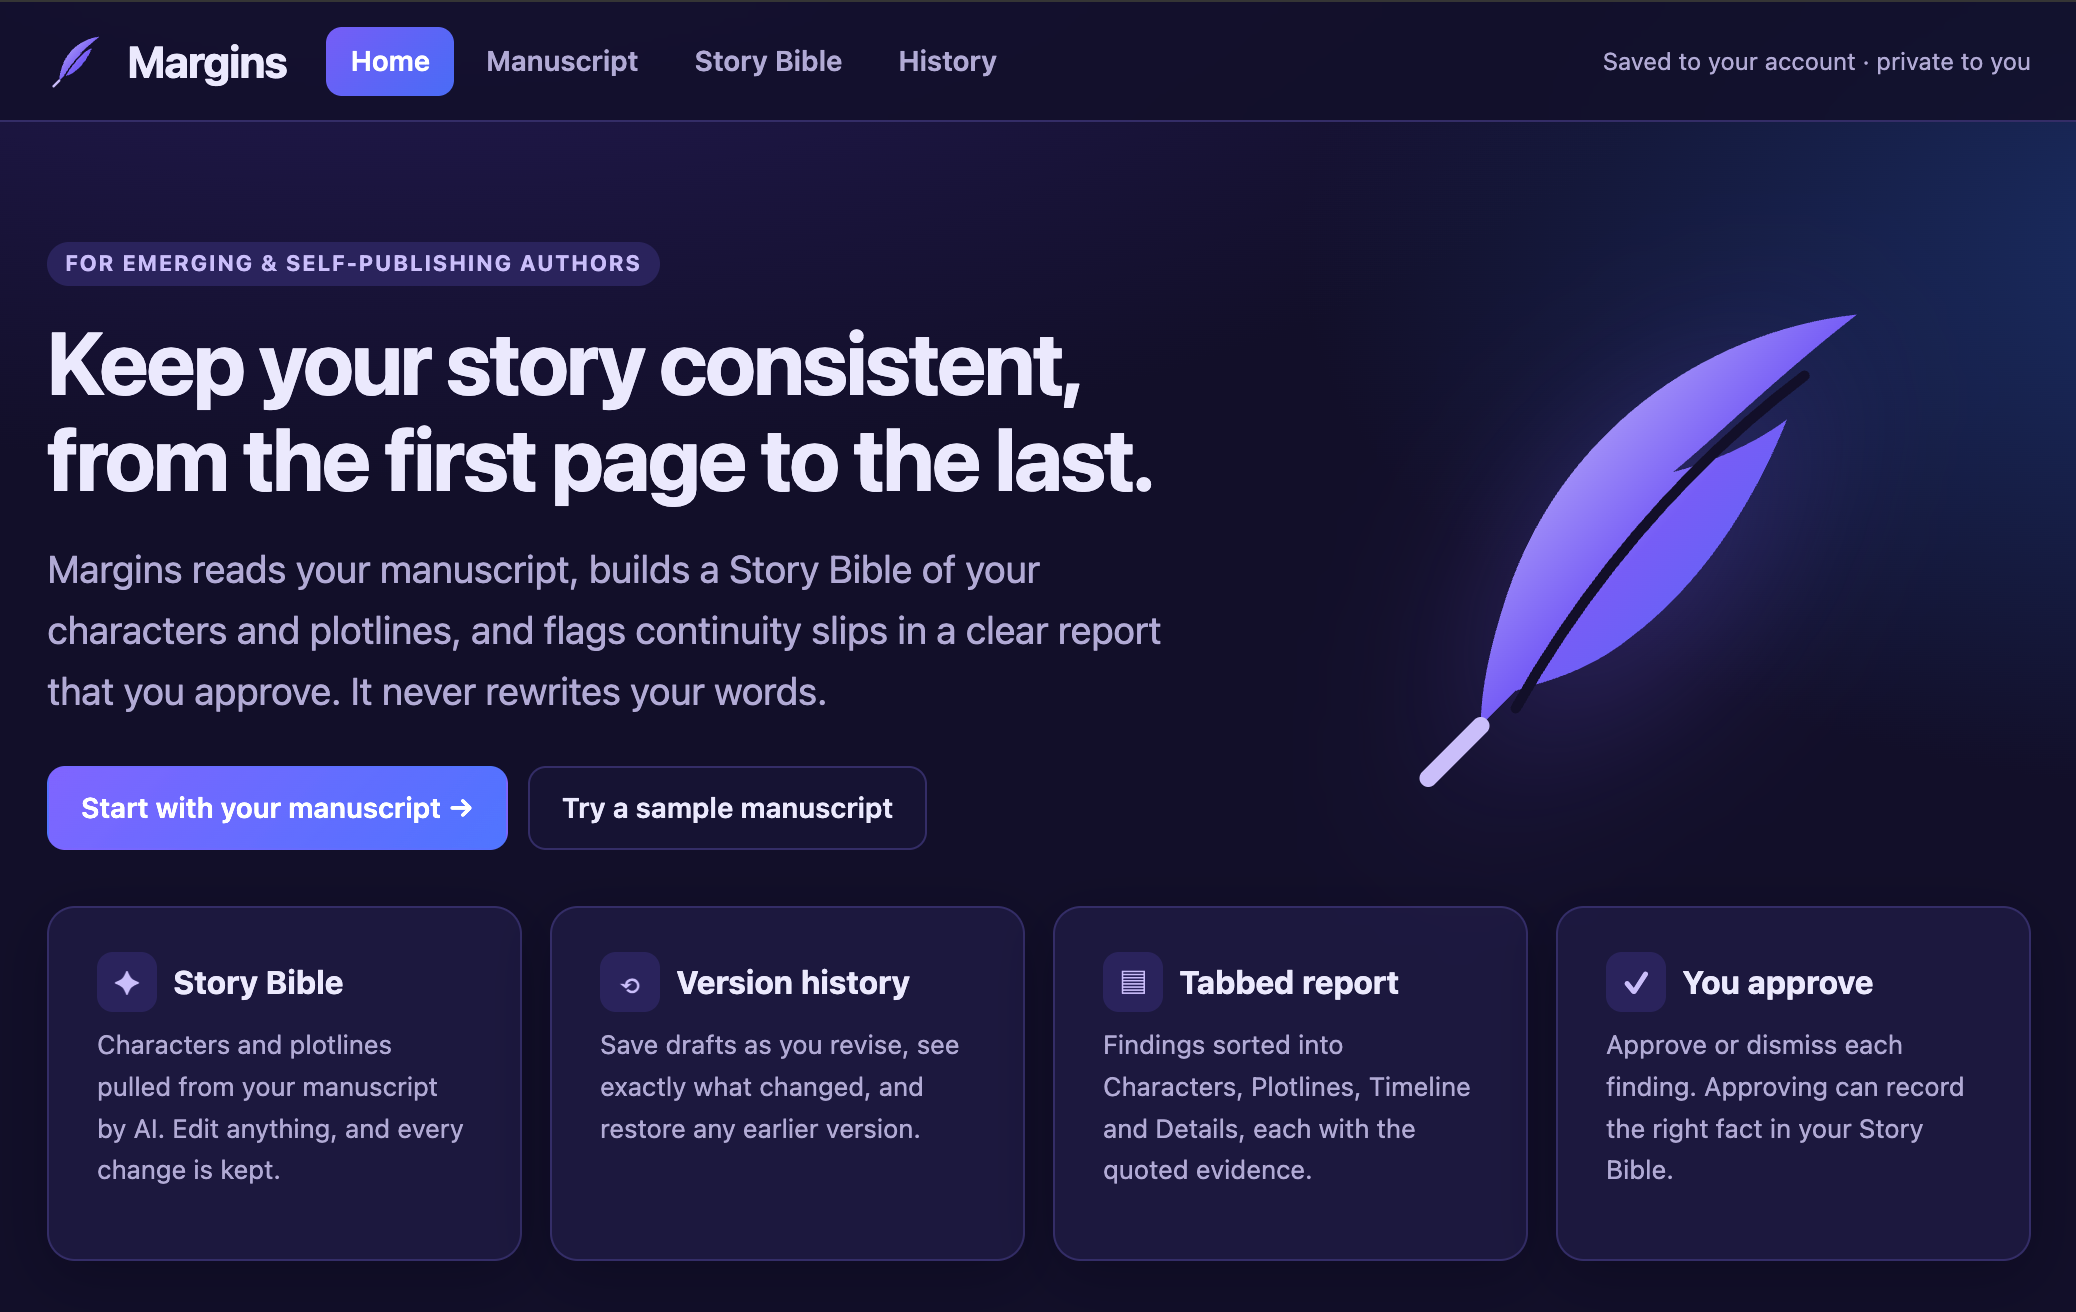 Margins
Home
Manuscript
Story Bible
History
Saved to your account · private to you
FOR EMERGING & SELF-PUBLISHING AUTHORS
Keep your story consistent,
from the first page to the last.
Margins reads your manuscript, builds a Story Bible of your
characters and plotlines, and flags continuity slips in a clear report
that you approve. It never rewrites your words.
Start with your manuscript →
Try a sample manuscript
Story Bible
Characters and plotlines
pulled from your manuscript
by AI. Edit anything, and every
change is kept.
Version history
Save drafts as you revise, see
exactly what changed, and
restore any earlier version.
Tabbed report
Findings sorted into
Characters, Plotlines, Timeline
and Details, each with the
quoted evidence.
You approve
Approve or dismiss each
finding. Approving can record
the right fact in your Story
Bible.